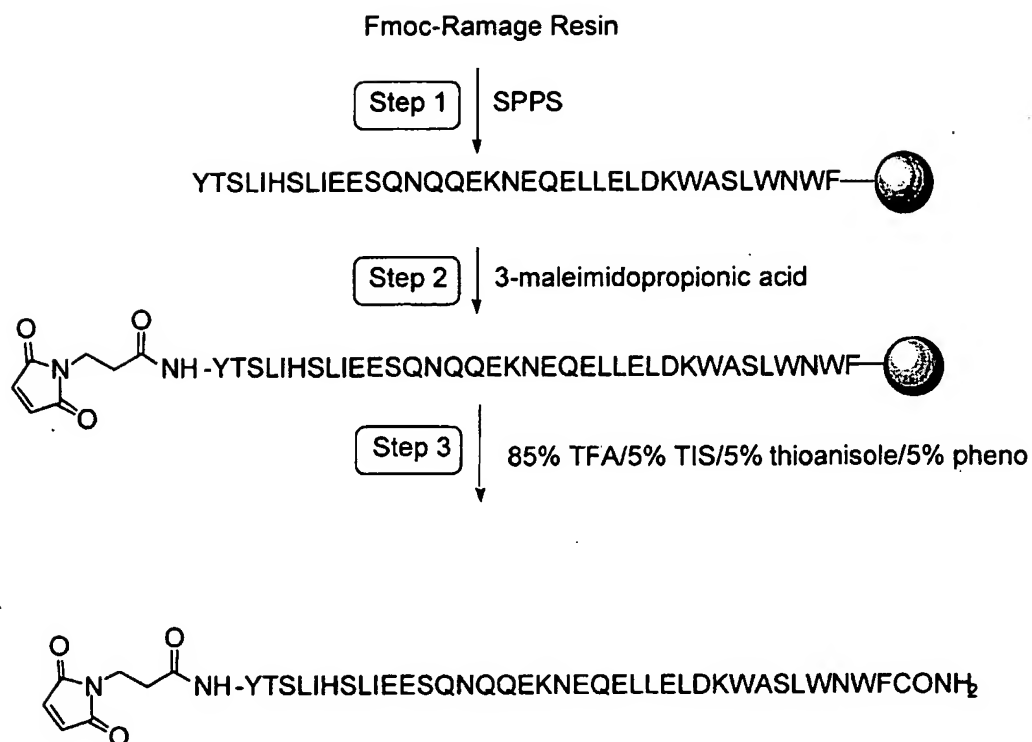 Fmoc-Ramage Resin
Step 1 SPPS
YTSLIHSLIEESQNQQEKNEQELLELDKWASLWNWF
Step 2 3-maleimidopropionic acid
O
O
N
NH-YTSLIHSLIEESQNQQEKNEQELLELDKWASLWNWF
O
Step 3 85% TFA/5% TIS/5% thioanisole/5% pheno
O
O
N
NH-YTSLIHSLIEESQNQQEKNEQELLELDKWASLWNWFCONH2
O